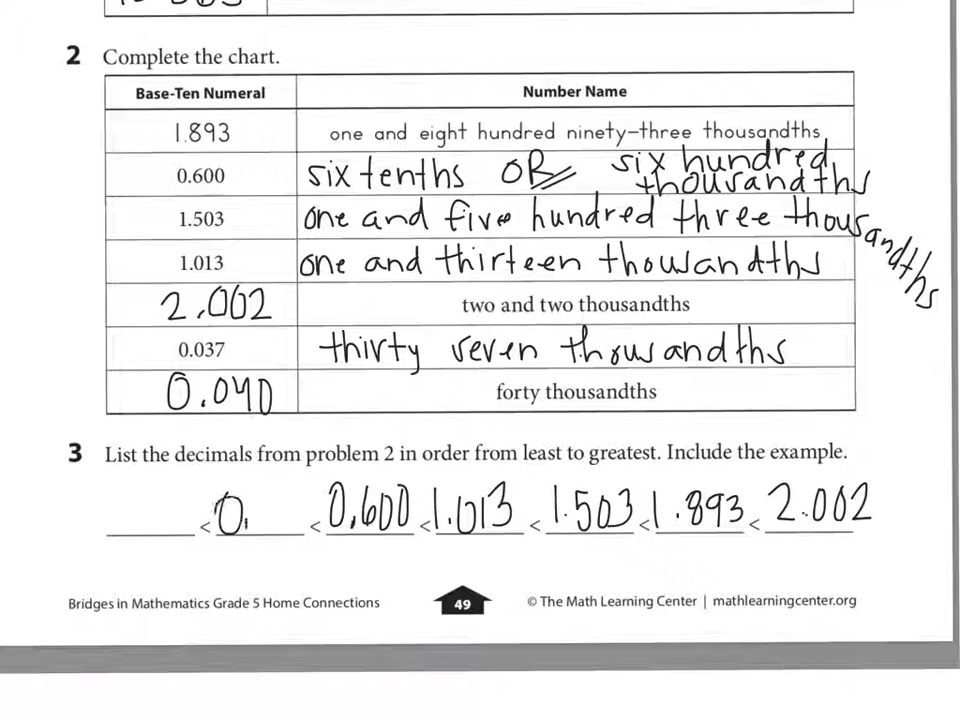 2 Complete the chart.
Base-Ten Numeral Number Name
1.893 one and eight hundred ninety-three thousandths
0.600 six tenths OR six hundred thousandths
1.503 one and five hundred three thousandths
1.013 one and thirteen thousandths
2.002 two and two thousandths
0.037 thirty seven thousandths
0.040 forty thousandths
3 List the decimals from problem 2 in order from least to greatest. Include the example.
< 0. < 0.600 < 1.013 < 1.503 < 1.893 < 2.002
Bridges in Mathematics Grade 5 Home Connections 49 © The Math Learning Center | mathlearningcenter.org